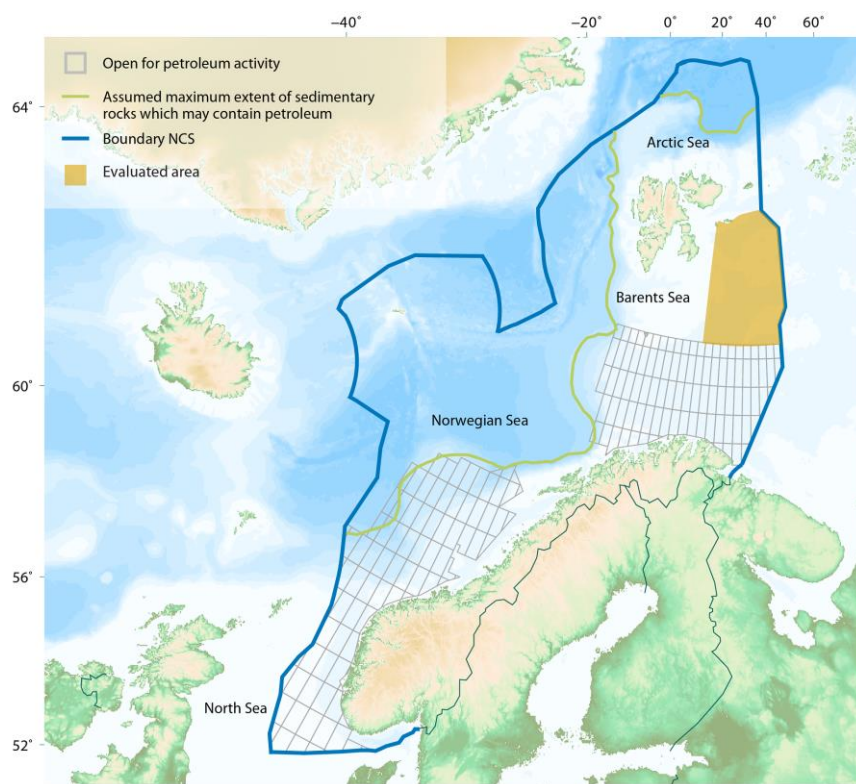 −40˚ −20˚ 0˚ 20˚ 40˚ 60˚
Open for petroleum activity
Assumed maximum extent of sedimentary
rocks which may contain petroleum
Boundary NCS
Evaluated area
64˚
Arctic Sea
Barents Sea
60˚
Norwegian Sea
56˚
North Sea
52˚